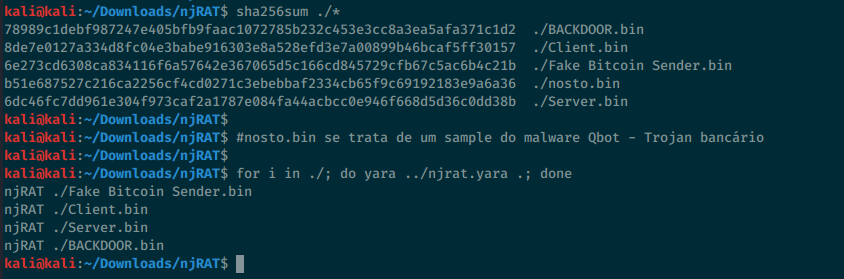 kali@kali:~/Downloads/njRAT$ sha256sum ./*
78989c1debf987247e405bfb9faac1072785b232c453e3cc8a3ea5afa371c1d2  ./BACKDOOR.bin
8de7e0127a334d8fc04e3babe916303e8a528efd3e7a00899b46bcaf5ff30157  ./Client.bin
6e273cd6308ca834116f6a57642e367065d5c166cd845729cfb67c5ac6b4c21b  ./Fake Bitcoin Sender.bin
b51e687527c216ca2256cf4cd0271c3ebebbaf2334cb65f9c69192183e9a6a36  ./nosto.bin
6dc46fc7dd961e304f973caf2a1787e084fa44acbcc0e946f668d5d36c0dd38b  ./Server.bin
kali@kali:~/Downloads/njRAT$
kali@kali:~/Downloads/njRAT$ #nosto.bin se trata de um sample do malware Qbot - Trojan bancário
kali@kali:~/Downloads/njRAT$
kali@kali:~/Downloads/njRAT$ for i in ./; do yara ../njrat.yara .; done
njRAT ./Fake Bitcoin Sender.bin
njRAT ./Client.bin
njRAT ./Server.bin
njRAT ./BACKDOOR.bin
kali@kali:~/Downloads/njRAT$